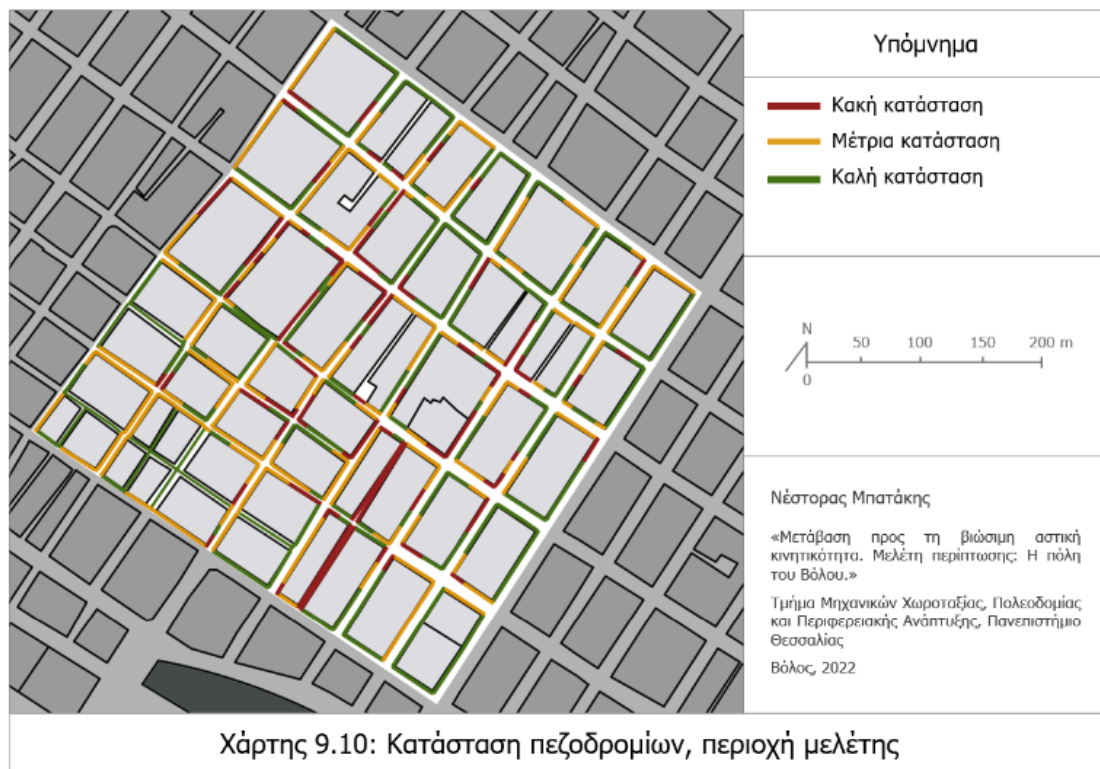 Υπόμνημα
Κακή κατάσταση
Μέτρια κατάσταση
Καλή κατάσταση
N
50 100 150 200 m
0
Νέστορας Μπατάκης
«Μετάβαση προς τη βιώσιμη αστική
κινητικότητα. Μελέτη περίπτωσης: Η πόλη
του Βόλου.»
Τμήμα Μηχανικών Χωροταξίας, Πολεοδομίας
και Περιφερειακής Ανάπτυξης, Πανεπιστήμιο
Θεσσαλίας
Βόλος, 2022
Χάρτης 9.10: Κατάσταση πεζοδρομίων, περιοχή μελέτης